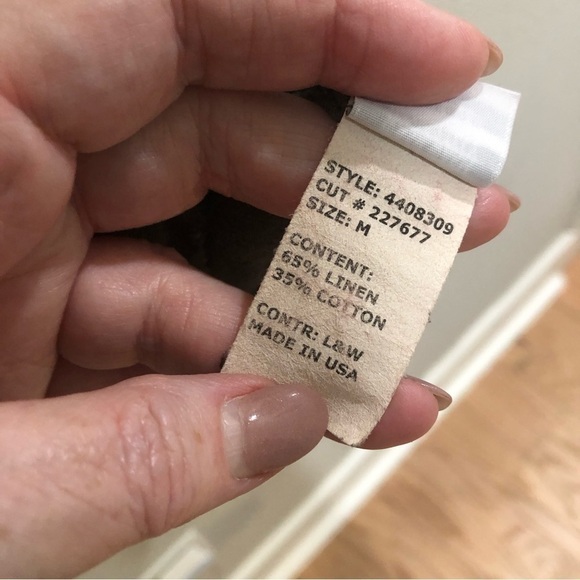 STYLE: 4408309
CUT # 227677
SIZE: M
CONTENT:
65% LINEN
35% COTTON
CONTR: L&W
MADE IN USA